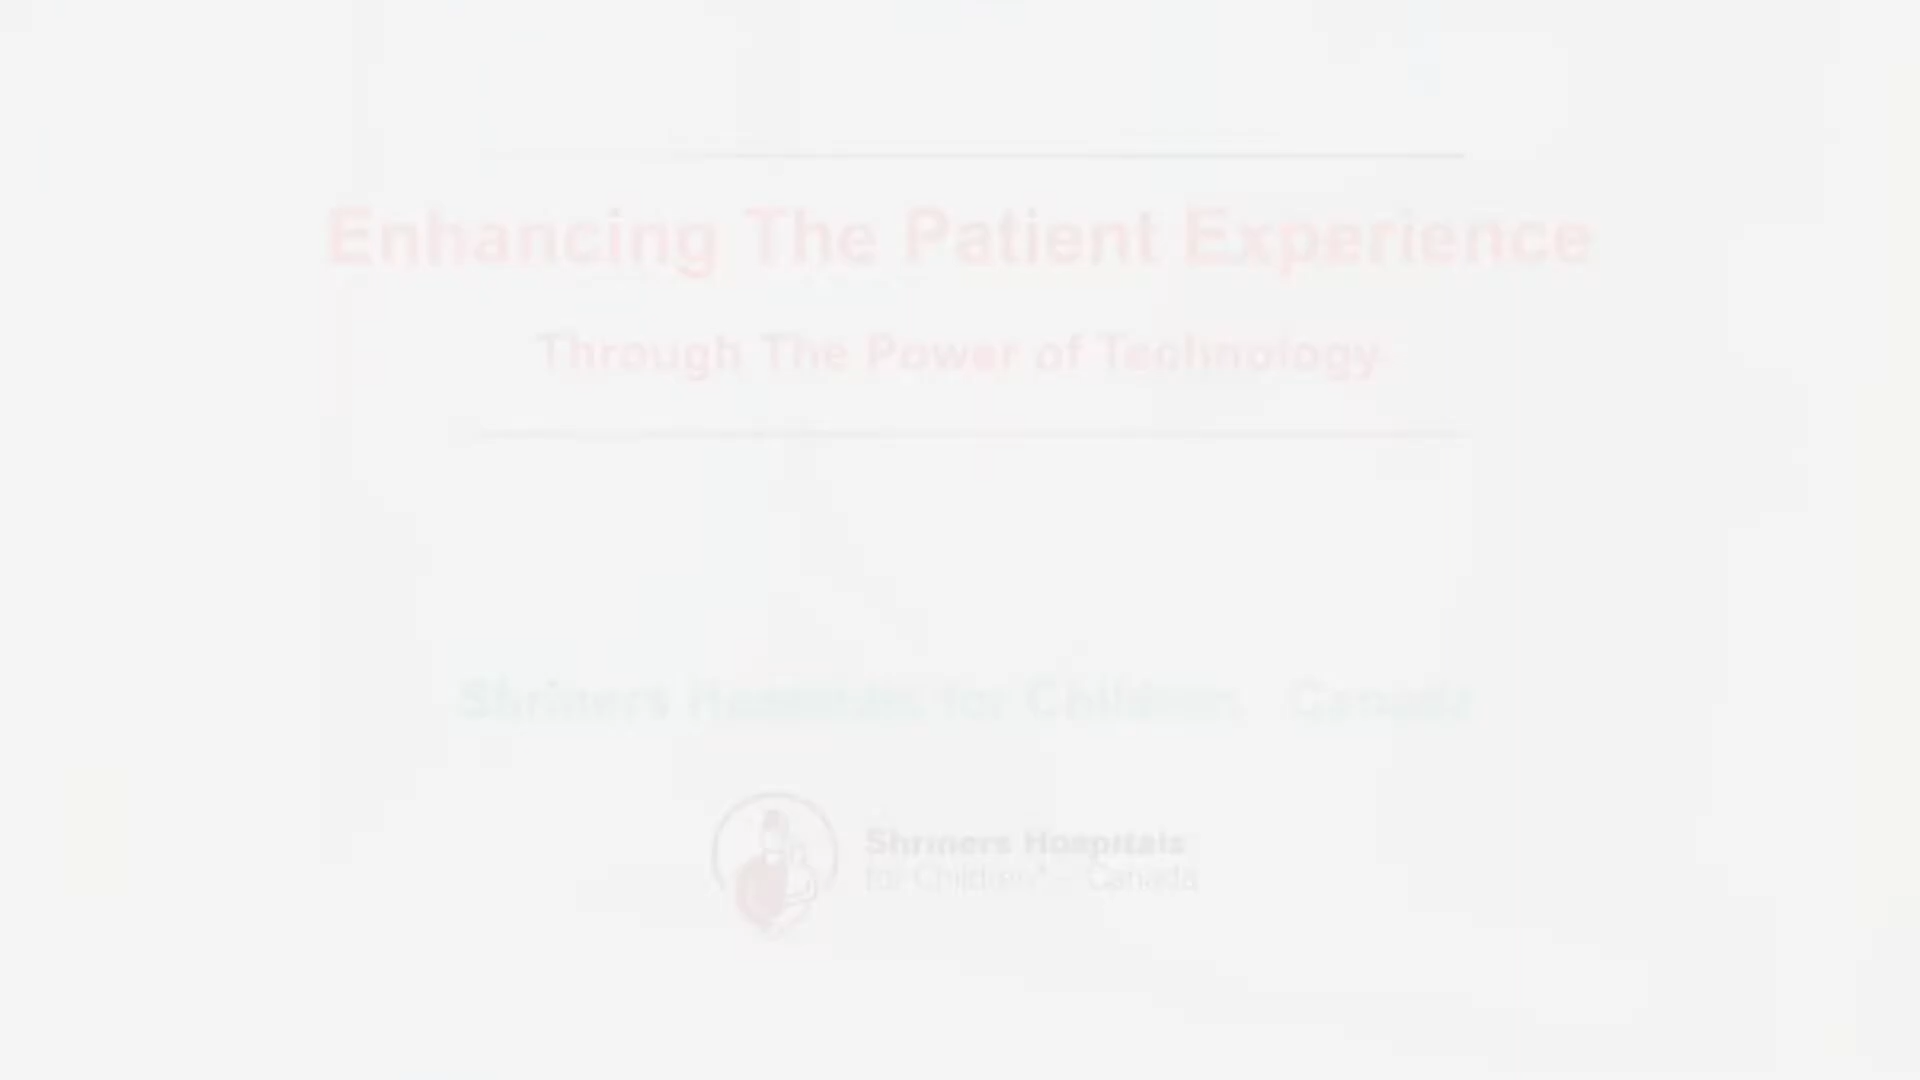 Enhancing The Patient Experience
Through The Power of Technology
Shriners Hospitals for Children Canada
Shriners Hospitals
for Children® – Canada